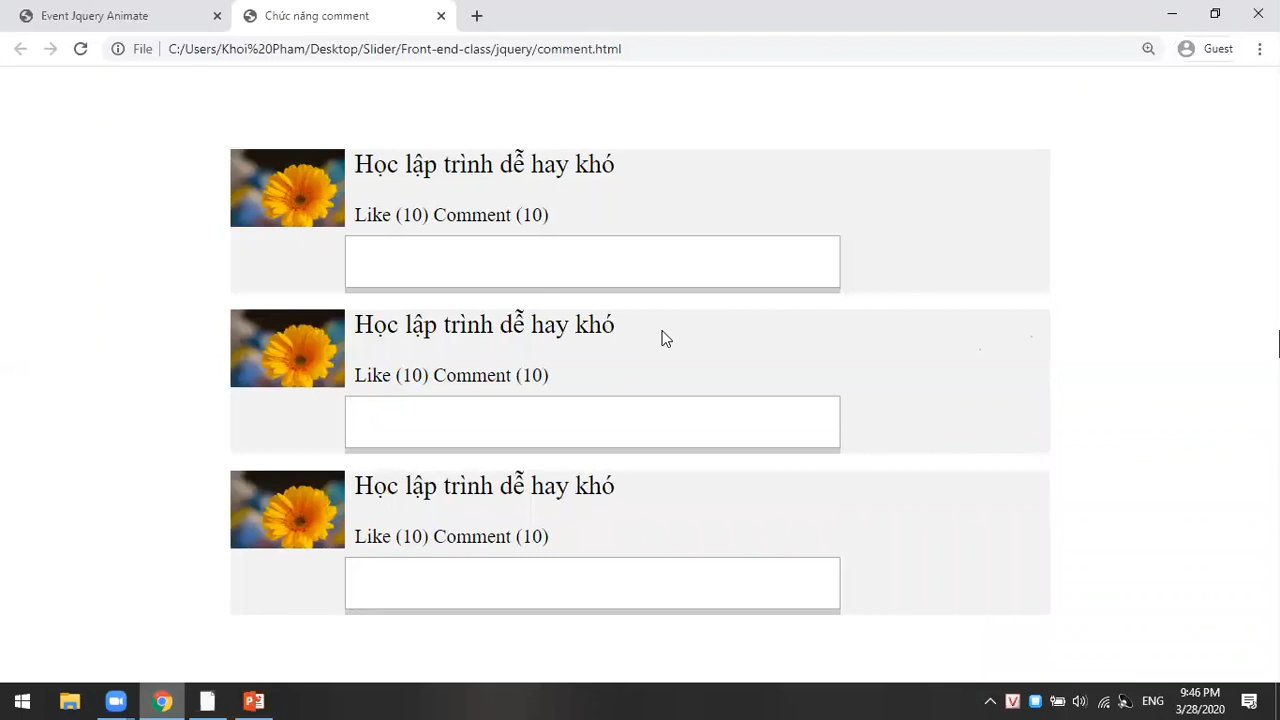 Event Jquery Animate
Chức năng comment
File
C:/Users/Khoi%20Pham/Desktop/Slider/Front-end-class/jquery/comment.html
Guest
Học lập trình dễ hay khó
Like (10) Comment (10)
Học lập trình dễ hay khó
Like (10) Comment (10)
Học lập trình dễ hay khó
Like (10) Comment (10)
V
ENG
9:46 PM
3/28/2020